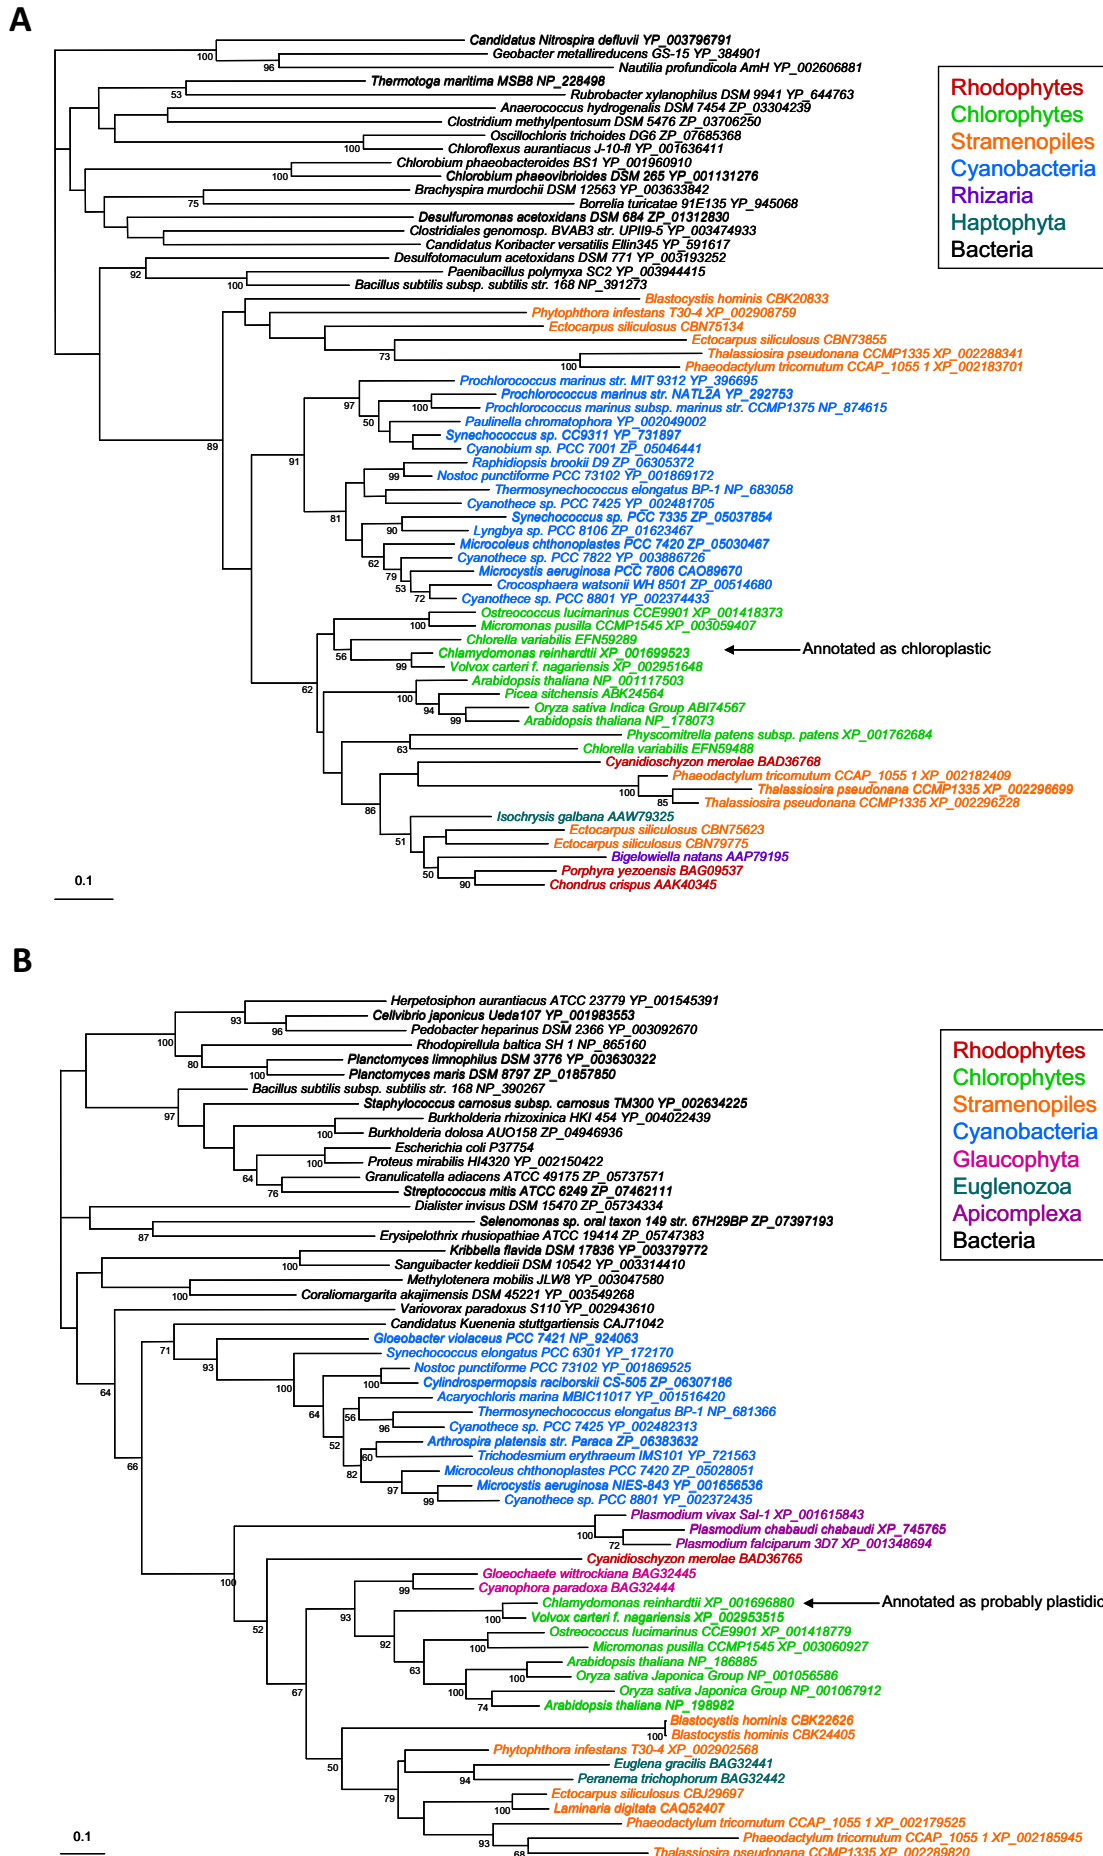 A
Candidatus Nitrospira defluvii YP_003796791
100
Geobacter metallireducens GS-15 YP_384901
96
Nautilia profundicola AmH YP_002606881
Thermotoga maritima MSB8 NP_228498
53
Rubrobacter xylanophilus DSM 9941 YP_644763
Anaerococcus hydrogenalis DSM 7454 ZP_03304239
Clostridium methylpentosum DSM 5476 ZP_03706250
Oscillochloris trichoides DG6 ZP_07685368
100
Chloroflexus aurantiacus J-10-fl YP_001636411
Chlorobium phaeobacteroides BS1 YP_001960910
100
Chlorobium phaeovibrioides DSM 265 YP_001131276
Brachyspira murdochii DSM 12563 YP_003633842
75
Borrelia turicatae 91E135 YP_945068
Desulfuromonas acetoxidans DSM 684 ZP_01312830
Clostridiales genomosp. BVAB3 str. UPII9-5 YP_003474933
Candidatus Koribacter versatilis Ellin345 YP_591617
Desulfotomaculum acetoxidans DSM 771 YP_003193252
92
Paenibacillus polymyxa SC2 YP_003944415
100
Bacillus subtilis subsp. subtilis str. 168 NP_391273
Blastocystis hominis CBK20833
Phytophthora infestans T30-4 XP_002908759
Ectocarpus siliculosus CBN75134
Ectocarpus siliculosus CBN73855
73
Thalassiosira pseudonana CCMP1335 XP_002288341
100
Phaeodactylum tricornutum CCAP_1055 1 XP_002183701
89
Prochlorococcus marinus str. MIT 9312 YP_396695
97
Prochlorococcus marinus str. NATL2A YP_292753
100
Prochlorococcus marinus subsp. marinus str. CCMP1375 NP_874615
50
Paulinella chromatophora YP_002049002
Synechococcus sp. CC9311 YP_731897
Cyanobium sp. PCC 7001 ZP_05046441
91
Raphidiopsis brookii D9 ZP_06305372
99
Nostoc punctiforme PCC 73102 YP_001869172
Thermosynechococcus elongatus BP-1 NP_683058
Cyanothece sp. PCC 7425 YP_002481705
81
Synechococcus sp. PCC 7335 ZP_05037854
90
Lyngbya sp. PCC 8106 ZP_01623467
Microcoleus chthonoplastes PCC 7420 ZP_05030467
62
Cyanothece sp. PCC 7822 YP_003886726
79
Microcystis aeruginosa PCC 7806 CAO89670
53
Crocosphaera watsonii WH 8501 ZP_00514680
72
Cyanothece sp. PCC 8801 YP_002374433
Ostreococcus lucimarinus CCE9901 XP_001418373
100
Micromonas pusilla CCMP1545 XP_003059407
Chlorella variabilis EFN59289
56
Chlamydomonas reinhardtii XP_001699523
Annotated as chloroplastic
99
Volvox carteri f. nagariensis XP_002951648
62
Arabidopsis thaliana NP_001117503
100
Picea sitchensis ABK24564
94
Oryza sativa Indica Group ABI74567
99
Arabidopsis thaliana NP_178073
Physcomitrella patens subsp. patens XP_001762684
63
Chlorella variabilis EFN59488
Cyanidioschyzon merolae BAD36768
Phaeodactylum tricornutum CCAP_1055 1 XP_002182409
100
Thalassiosira pseudonana CCMP1335 XP_002296699
85
Thalassiosira pseudonana CCMP1335 XP_002296228
86
Isochrysis galbana AAW79325
Ectocarpus siliculosus CBN75623
51
Ectocarpus siliculosus CBN79775
Bigelowiella natans AAP79195
50
Porphyra yezoensis BAG09537
90
Chondrus crispus AAK40345
0.1
Rhodophytes
Chlorophytes
Stramenopiles
Cyanobacteria
Rhizaria
Haptophyta
Bacteria
B
Herpetosiphon aurantiacus ATCC 23779 YP_001545391
93
Cellvibrio japonicus Ueda107 YP_001983553
96
Pedobacter heparinus DSM 2366 YP_003092670
100
Rhodopirellula baltica SH 1 NP_865160
80
Planctomyces limnophilus DSM 3776 YP_003630322
100
Planctomyces maris DSM 8797 ZP_01857850
Bacillus subtilis subsp. subtilis str. 168 NP_390267
97
Staphylococcus carnosus subsp. carnosus TM300 YP_002634225
Burkholderia rhizoxinica HKI 454 YP_004022439
100
Burkholderia dolosa AUO158 ZP_04946936
Escherichia coli P37754
100
Proteus mirabilis HI4320 YP_002150422
64
Granulicatella adiacens ATCC 49175 ZP_05737571
76
Streptococcus mitis ATCC 6249 ZP_07462111
Dialister invisus DSM 15470 ZP_05734334
Selenomonas sp. oral taxon 149 str. 67H29BP ZP_07397193
87
Erysipelothrix rhusiopathiae ATCC 19414 ZP_05747383
Kribbella flavida DSM 17836 YP_003379772
100
Sanguibacter keddieii DSM 10542 YP_003314410
Methylotenera mobilis JLW8 YP_003047580
100
Coraliomargarita akajimensis DSM 45221 YP_003549268
Variovorax paradoxus S110 YP_002943610
Candidatus Kuenenia stuttgartiensis CAJ71042
71
Gloeobacter violaceus PCC 7421 NP_924063
93
Synechococcus elongatus PCC 6301 YP_172170
64
Nostoc punctiforme PCC 73102 YP_001869525
100
100
Cylindrospermopsis raciborskii CS-505 ZP_06307186
Acaryochloris marina MBIC11017 YP_001516420
64
56
Thermosynechococcus elongatus BP-1 NP_681366
96
Cyanothece sp. PCC 7425 YP_002482313
52
Arthrospira platensis str. Paraca ZP_06383632
60
Trichodesmium erythraeum IMS101 YP_721563
66
82
Microcoleus chthonoplastes PCC 7420 ZP_05028051
97
Microcystis aeruginosa NIES-843 YP_001656536
99
Cyanothece sp. PCC 8801 YP_002372435
Plasmodium vivax SaI-1 XP_001615843
100
Plasmodium chabaudi chabaudi XP_745765
72
Plasmodium falciparum 3D7 XP_001348694
Cyanidioschyzon merolae BAD36765
100
Gloeochaete wittrockiana BAG32445
99
Cyanophora paradoxa BAG32444
Chlamydomonas reinhardtii XP_001696880
Annotated as probably plastidic
93
100
Volvox carteri f. nagariensis XP_002953515
52
Ostreococcus lucimarinus CCE9901 XP_001418779
92
100
Micromonas pusilla CCMP1545 XP_003060927
Arabidopsis thaliana NP_186885
63
100
Oryza sativa Japonica Group NP_001056586
100
Oryza sativa Japonica Group NP_001067912
67
74
Arabidopsis thaliana NP_198982
Blastocystis hominis CBK22626
100
Blastocystis hominis CBK24405
Phytophthora infestans T30-4 XP_002902568
50
Euglena gracilis BAG32441
94
Peranema trichophorum BAG32442
79
Ectocarpus siliculosus CBJ29697
100
Laminaria digitata CAQ52407
Phaeodactylum tricornutum CCAP_1055 1 XP_002179525
93
Phaeodactylum tricornutum CCAP_1055 1 XP_002185945
68
Thalassiosira pseudonana CCMP1335 XP_002289820
0.1
Rhodophytes
Chlorophytes
Stramenopiles
Cyanobacteria
Glaucophyta
Euglenozoa
Apicomplexa
Bacteria